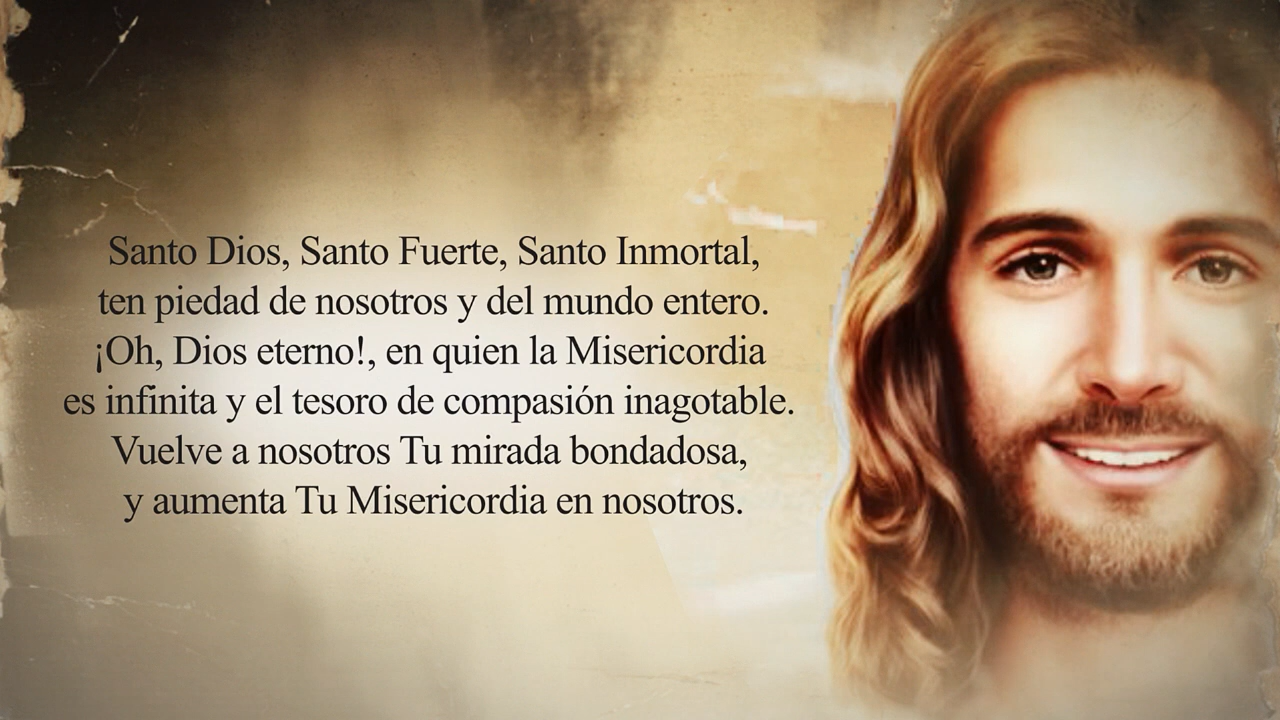 Santo Dios, Santo Fuerte, Santo Inmortal,
ten piedad de nosotros y del mundo entero.
¡Oh, Dios eterno!, en quien la Misericordia
es infinita y el tesoro de compasión inagotable.
Vuelve a nosotros Tu mirada bondadosa,
y aumenta Tu Misericordia en nosotros.